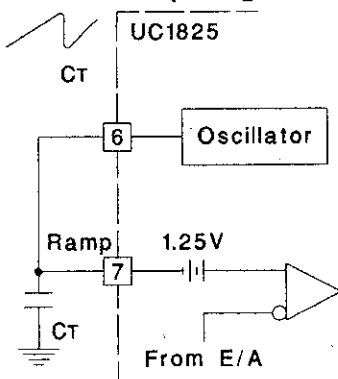 UC1825
CT
6
Oscillator
Ramp
1.25V
7
CT
From E/A